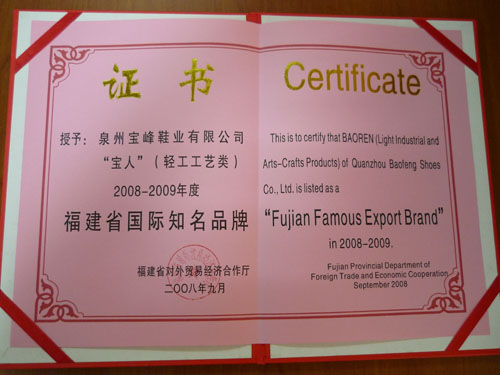 证书
授予：泉州宝峰鞋业有限公司
“宝人”（轻工工艺类）
2008-2009年度
福建省国际知名品牌
福建省对外贸易经济合作厅
二〇〇八年九月
Certificate
This is to certify that BAOREN (Light Industrial and
Arts-Crafts Products) of Quanzhou Baofeng Shoes
Co., Ltd. is listed as a
“Fujian Famous Export Brand”
in 2008-2009.
Fujian Provincial Department of
Foreign Trade and Economic Cooperation
September 2008